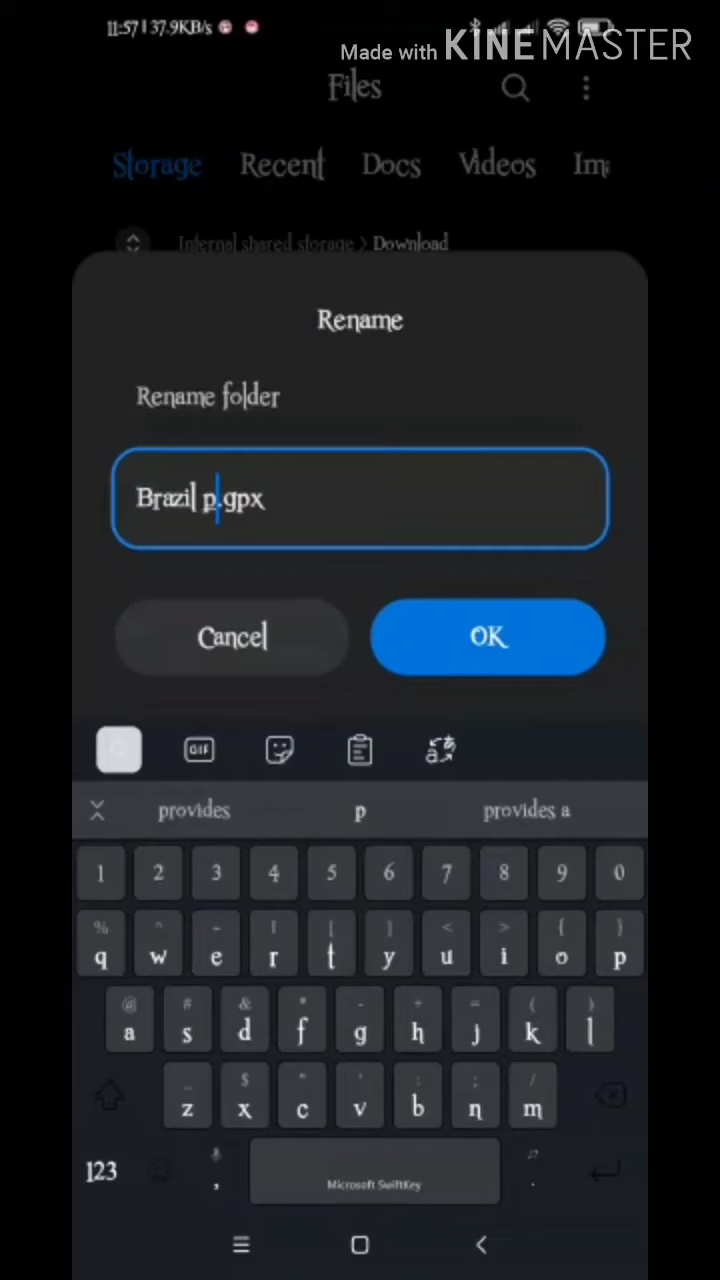 11:57 | 37.9KB/s
Made with KINEMASTER
Files
Storage Recent Docs Videos Ima
Internal shared storage > Download
Rename
Rename folder
Brazil p.gpx
Cancel OK
GIF
provides p provides a
1 2 3 4 5 6 7 8 9 0
q w e r t y u i o p
a s d f g h j k l
z x c v b n m
123 , Microsoft SwiftKey .